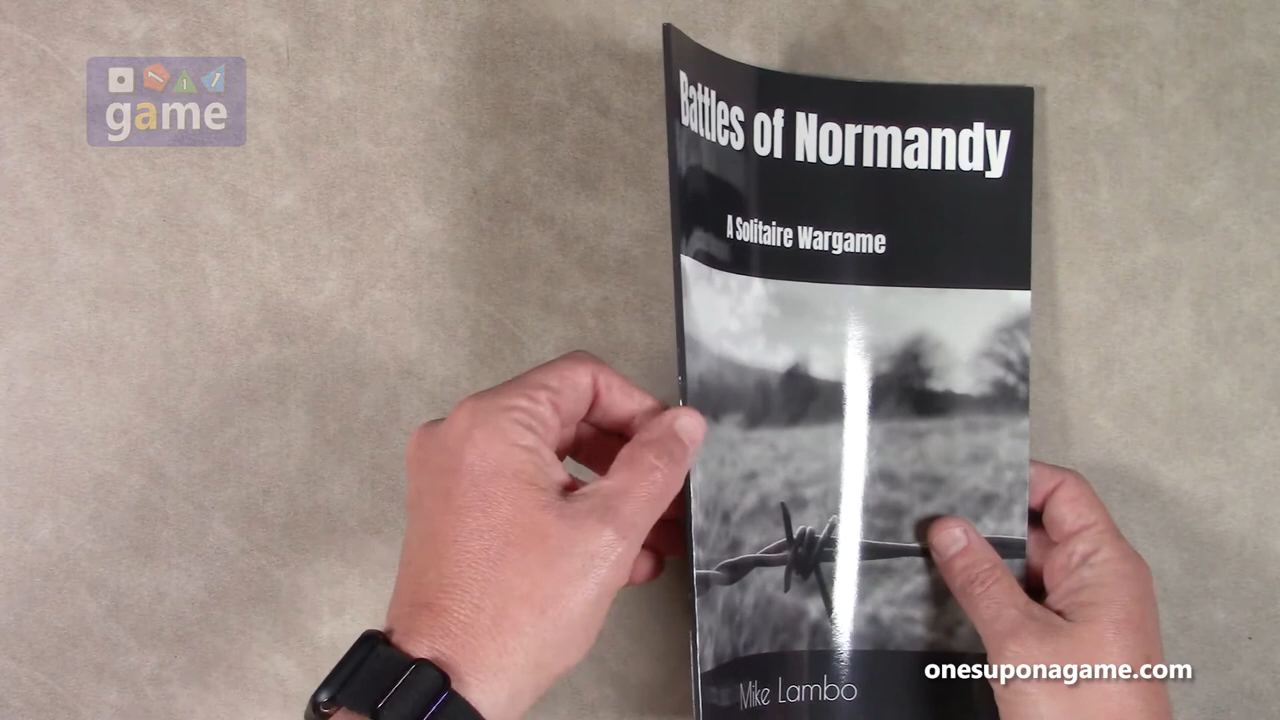 game
Battles of Normandy
A Solitaire Wargame
Mike Lambo
onesuponagame.com